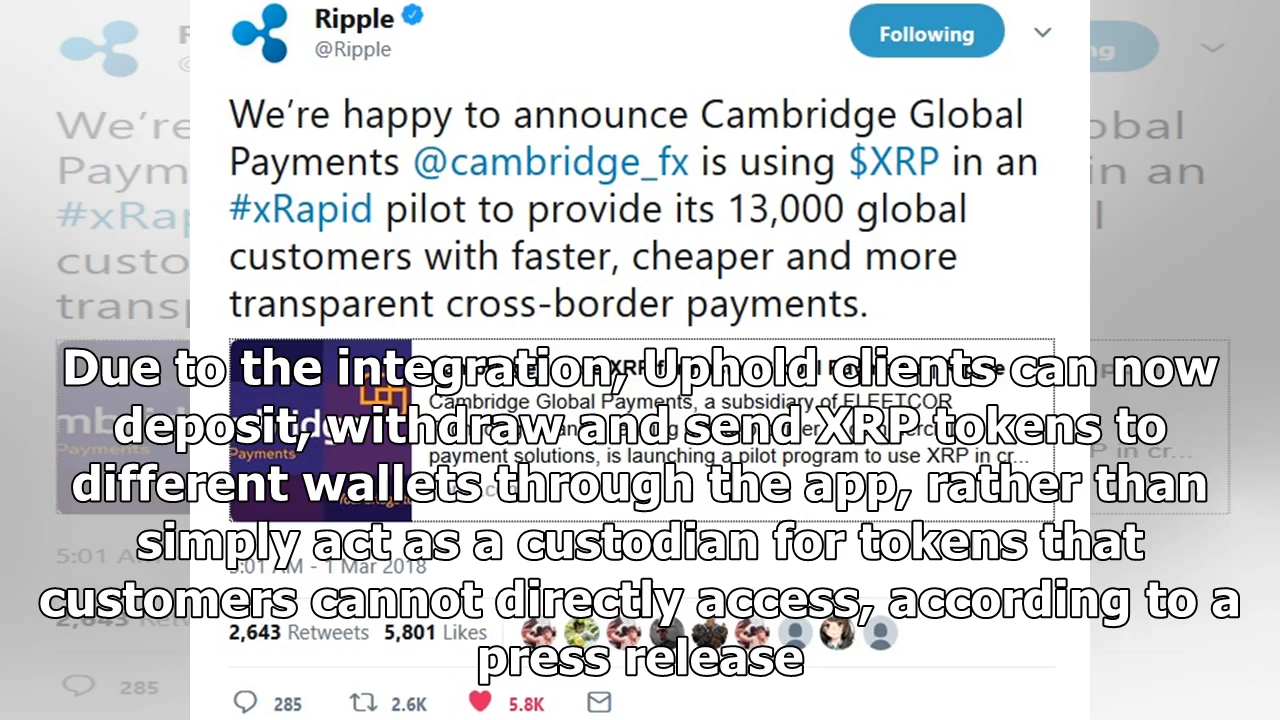 Ripple
@Ripple
Following
We're happy to announce Cambridge Global
Payments @cambridge_fx is using $XRP in an
#xRapid pilot to provide its 13,000 global
customers with faster, cheaper and more
transparent cross-border payments.
Due to the integration, Uphold clients can now
Cambridge Global Payments, a subsidiary of FLEETCOR
deposit, withdraw and send XRP tokens to
Payments
payment solutions, is launching a pilot program to use XRP in cr...
different wallets through the app, rather than
simply act as a custodian for tokens that
5:01 AM - 1 Mar 2018
customers cannot directly access, according to a
2,643 Retweets 5,801 Likes
press release
285 2.6K 5.8K